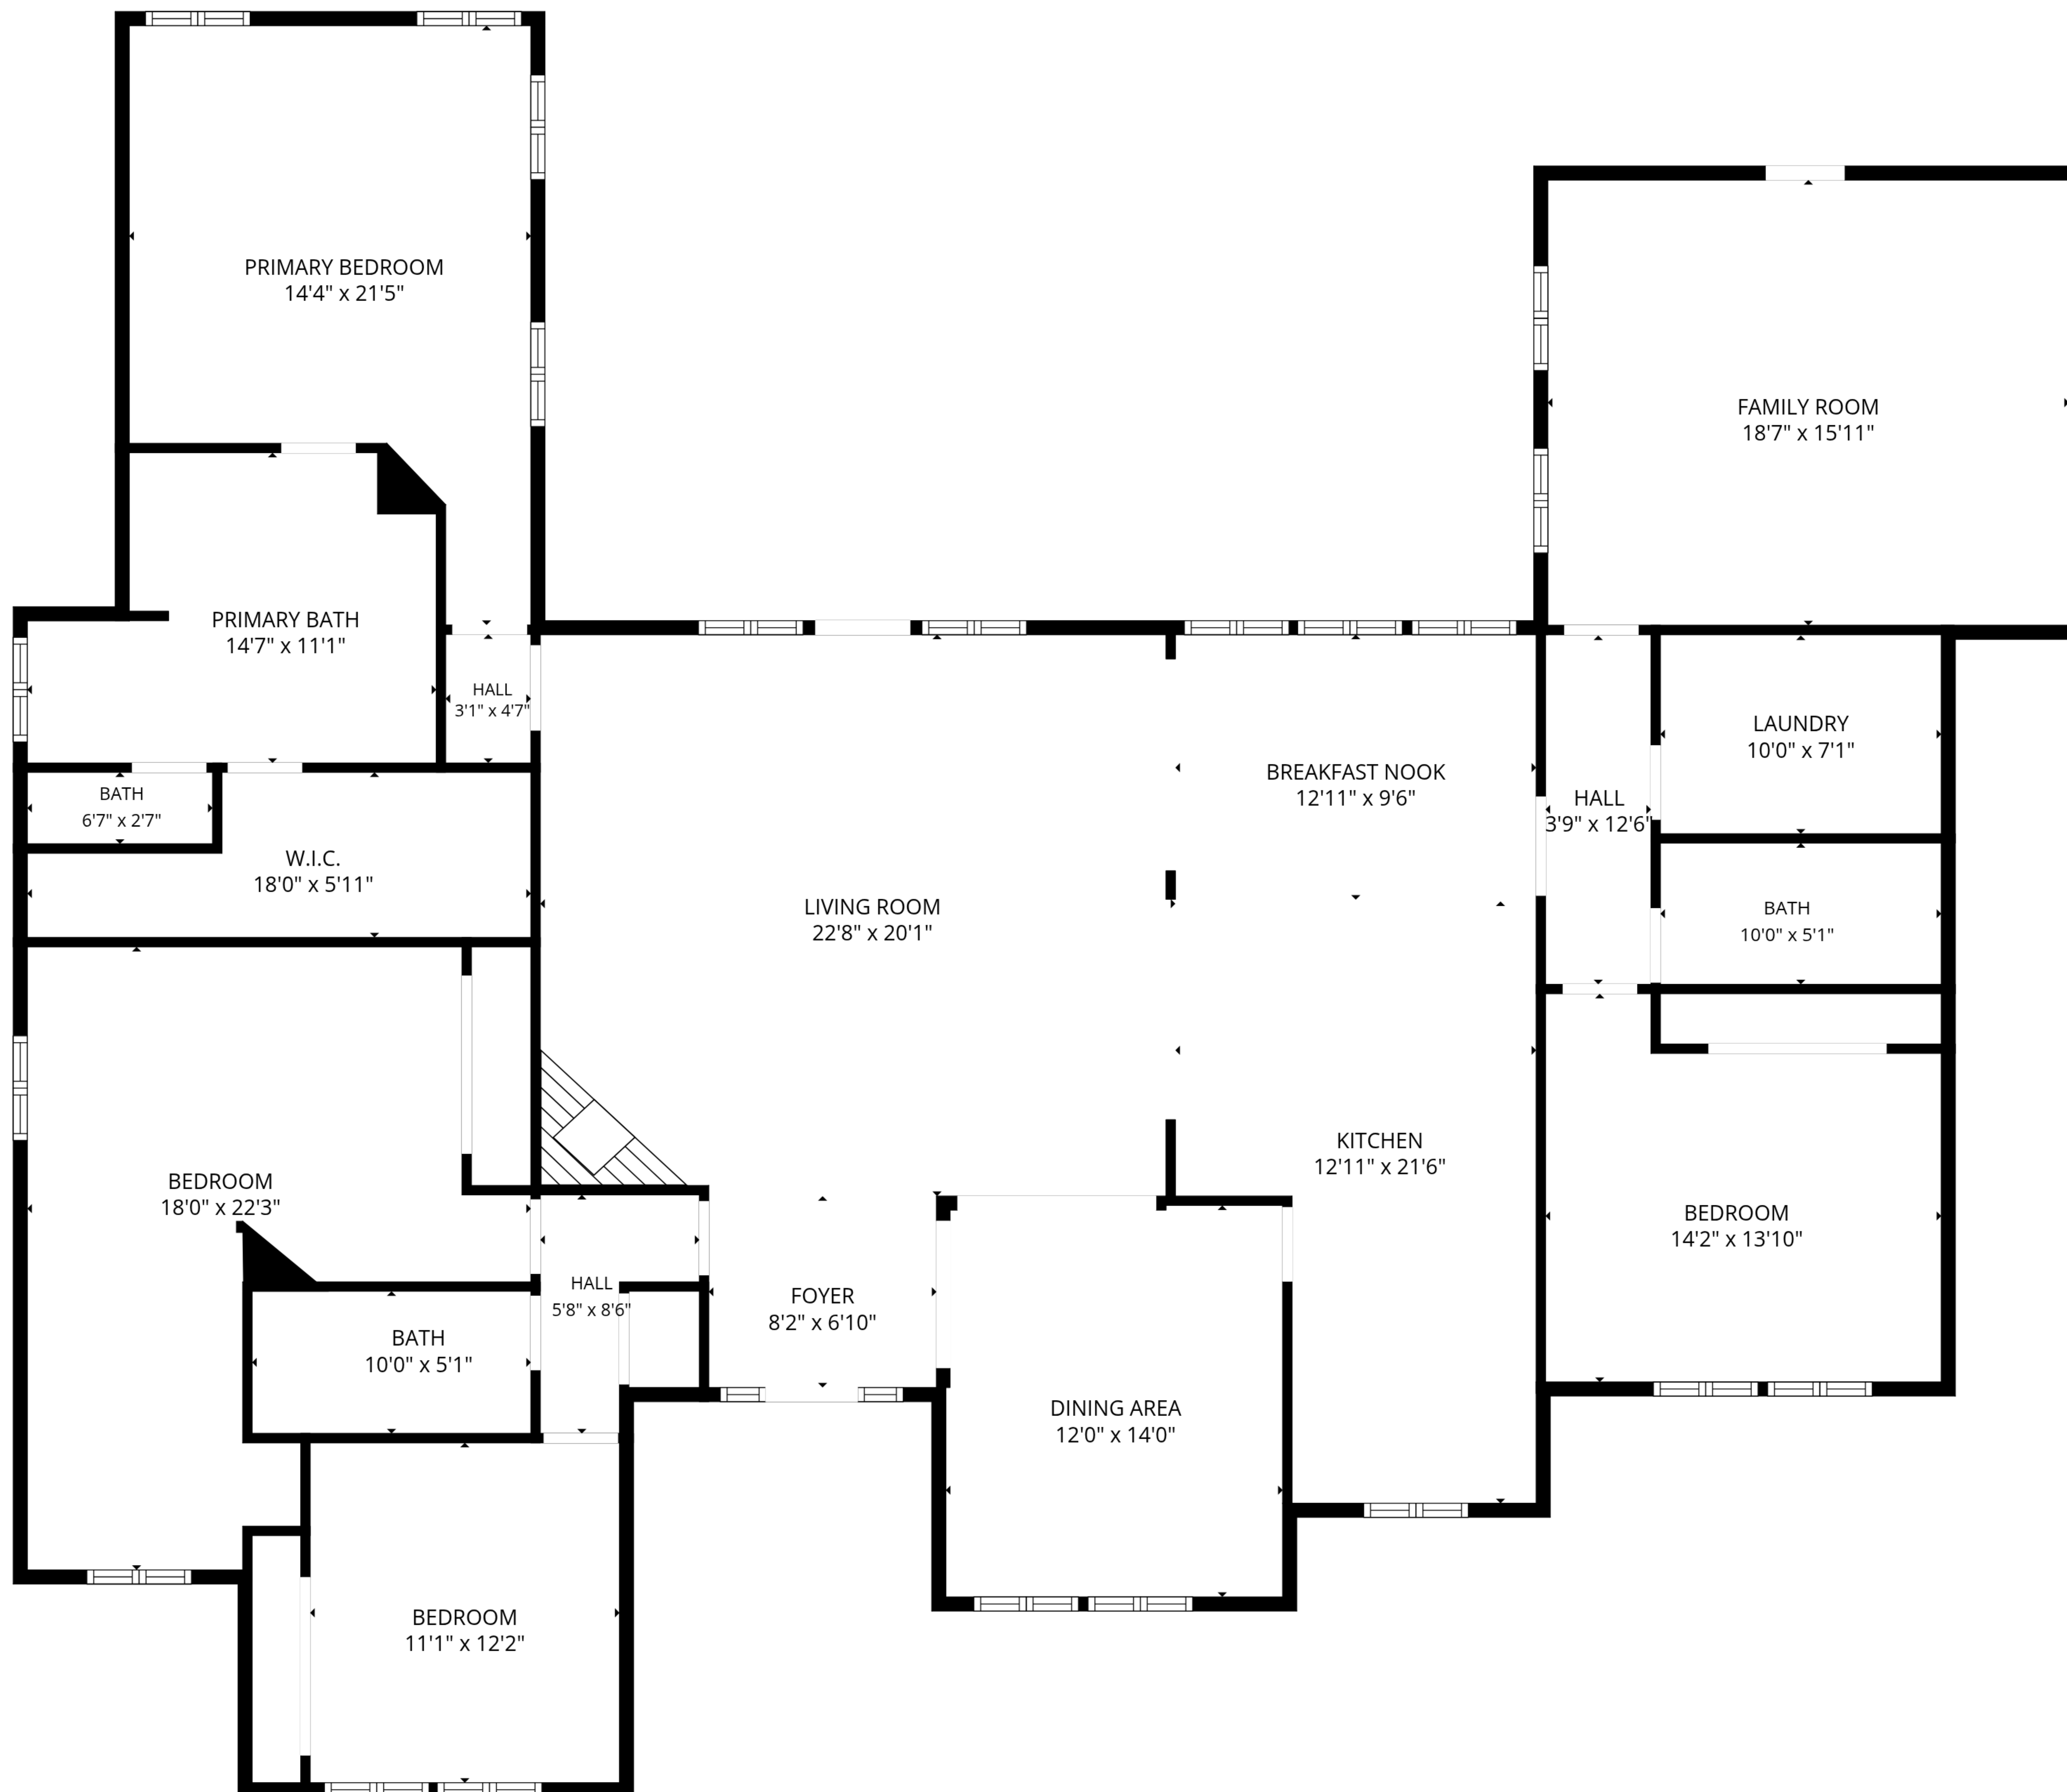 PRIMARY BEDROOM
14'4" x 21'5"
FAMILY ROOM
18'7" x 15'11"
PRIMARY BATH
14'7" x 11'1"
HALL
3'1" x 4'7"
LAUNDRY
10'0" x 7'1"
BREAKFAST NOOK
12'11" x 9'6"
HALL
3'9" x 12'6"
BATH
6'7" x 2'7"
W.I.C.
18'0" x 5'11"
LIVING ROOM
22'8" x 20'1"
BATH
10'0" x 5'1"
KITCHEN
12'11" x 21'6"
BEDROOM
18'0" x 22'3"
BEDROOM
14'2" x 13'10"
HALL
5'8" x 8'6"
FOYER
8'2" x 6'10"
BATH
10'0" x 5'1"
DINING AREA
12'0" x 14'0"
BEDROOM
11'1" x 12'2"